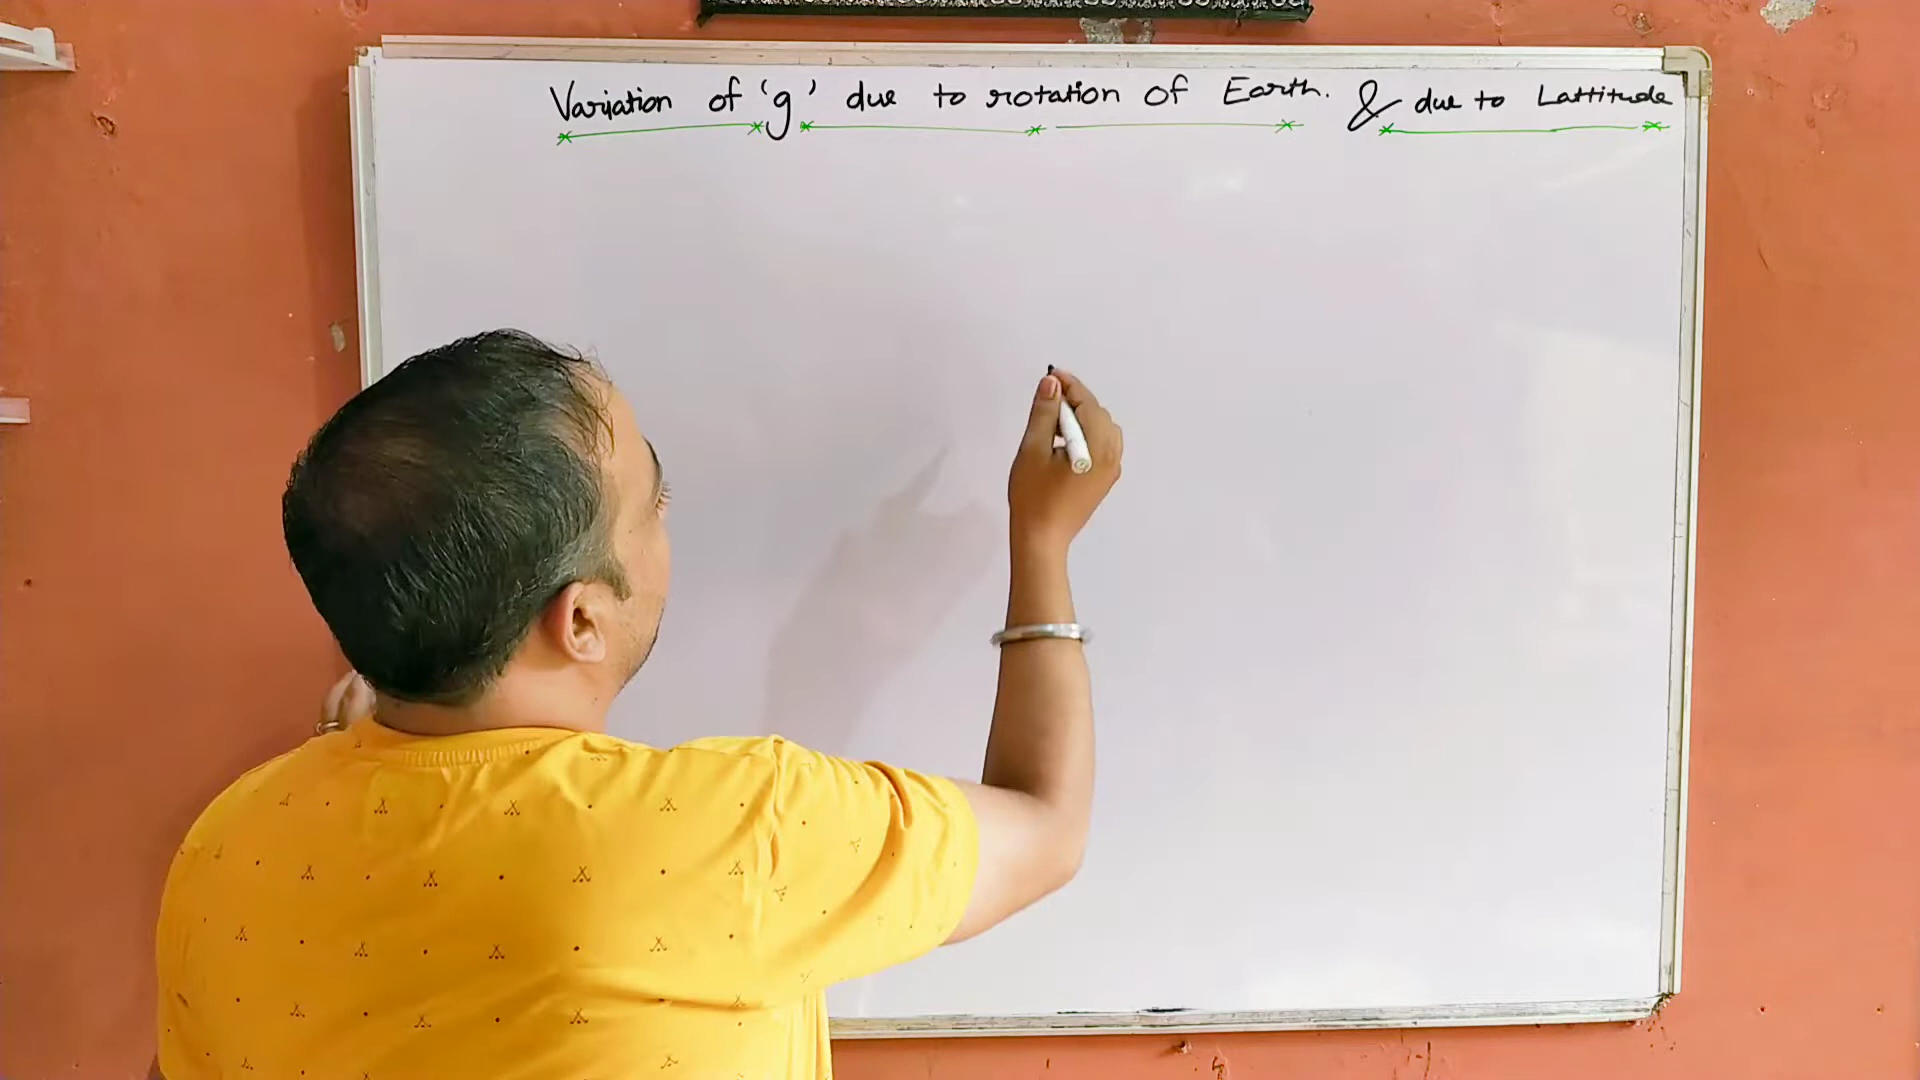 Variation of 'g' due to rotation of Earth. & due to Lattitude